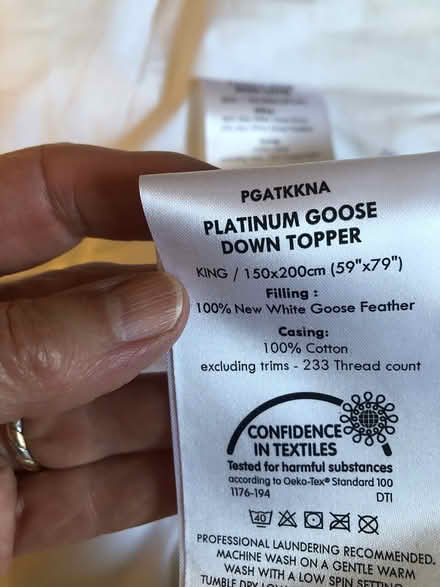 PGATKKNA
PLATINUM GOOSE
DOWN TOPPER
KING / 150x200cm (59"x79")
Filling :
100% New White Goose Feather
Casing:
100% Cotton
excluding trims - 233 Thread count
CONFIDENCE
IN TEXTILES
Tested for harmful substances
according to Oeko-Tex® Standard 100
1176-194 DTI
40
PROFESSIONAL LAUNDERING RECOMMENDED.
MACHINE WASH ON A GENTLE WARM
WASH WITH A LOW SPIN SETTING
TUMBLE DRY